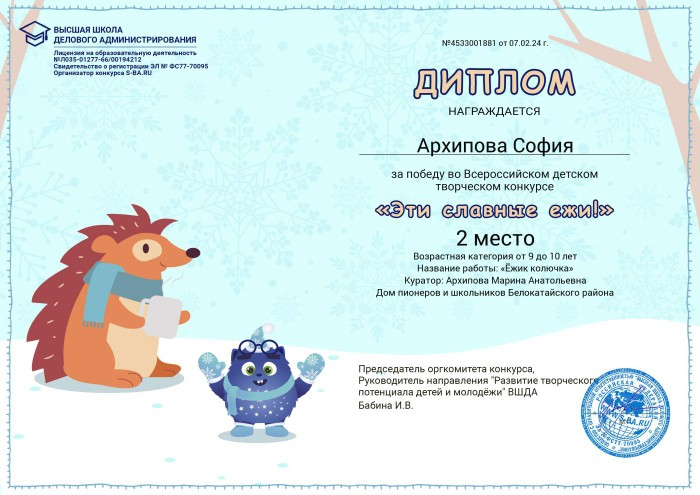 ВЫСШАЯ ШКОЛА
ДЕЛОВОГО АДМИНИСТРИРОВАНИЯ
Лицензия на образовательную деятельность
№Л035-01277-66/00194212
Свидетельство о регистрации ЭЛ № ФС77-70095
Организатор конкурса S-BA.RU
№4533001881 от 07.02.24 г.
ДИПЛОМ
НАГРАЖДАЕТСЯ
Архипова София
за победу во Всероссийском детском
творческом конкурсе
«Эти славные ежи!»
2 место
Возрастная категория от 9 до 10 лет
Название работы: «Ёжик колючка»
Куратор: Архипова Марина Анатольевна
Дом пионеров и школьников Белокатайского района
Председатель оргкомитета конкурса,
Руководитель направления "Развитие творческого
потенциала детей и молодёжи" ВШДА
Бабина И.В.
S-BA.RU